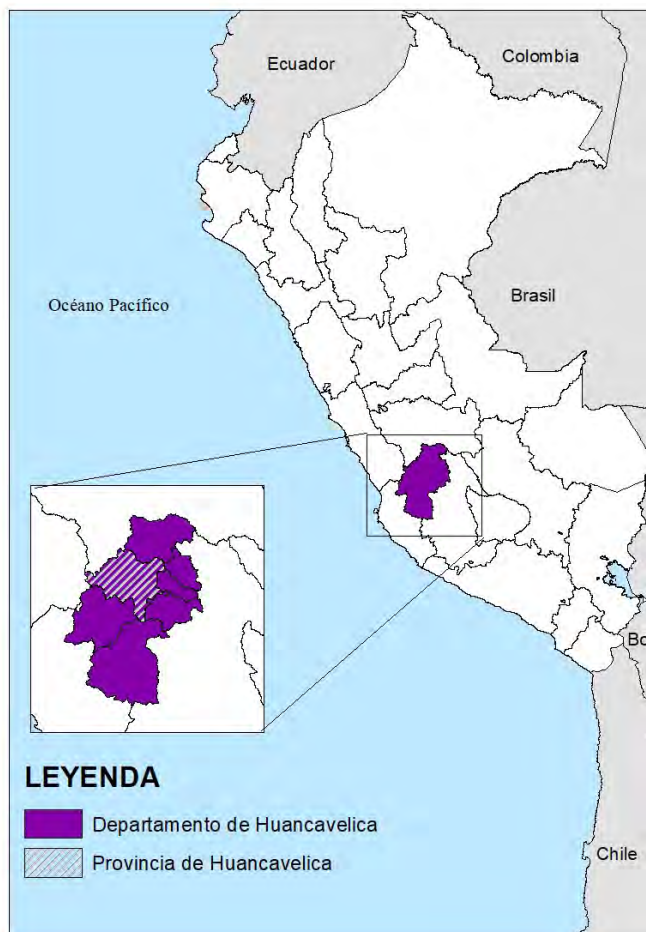 Ecuador
Colombia
Brasil
Océano Pacífico
Bo
LEYENDA
Departamento de Huancavelica
Provincia de Huancavelica
Chile